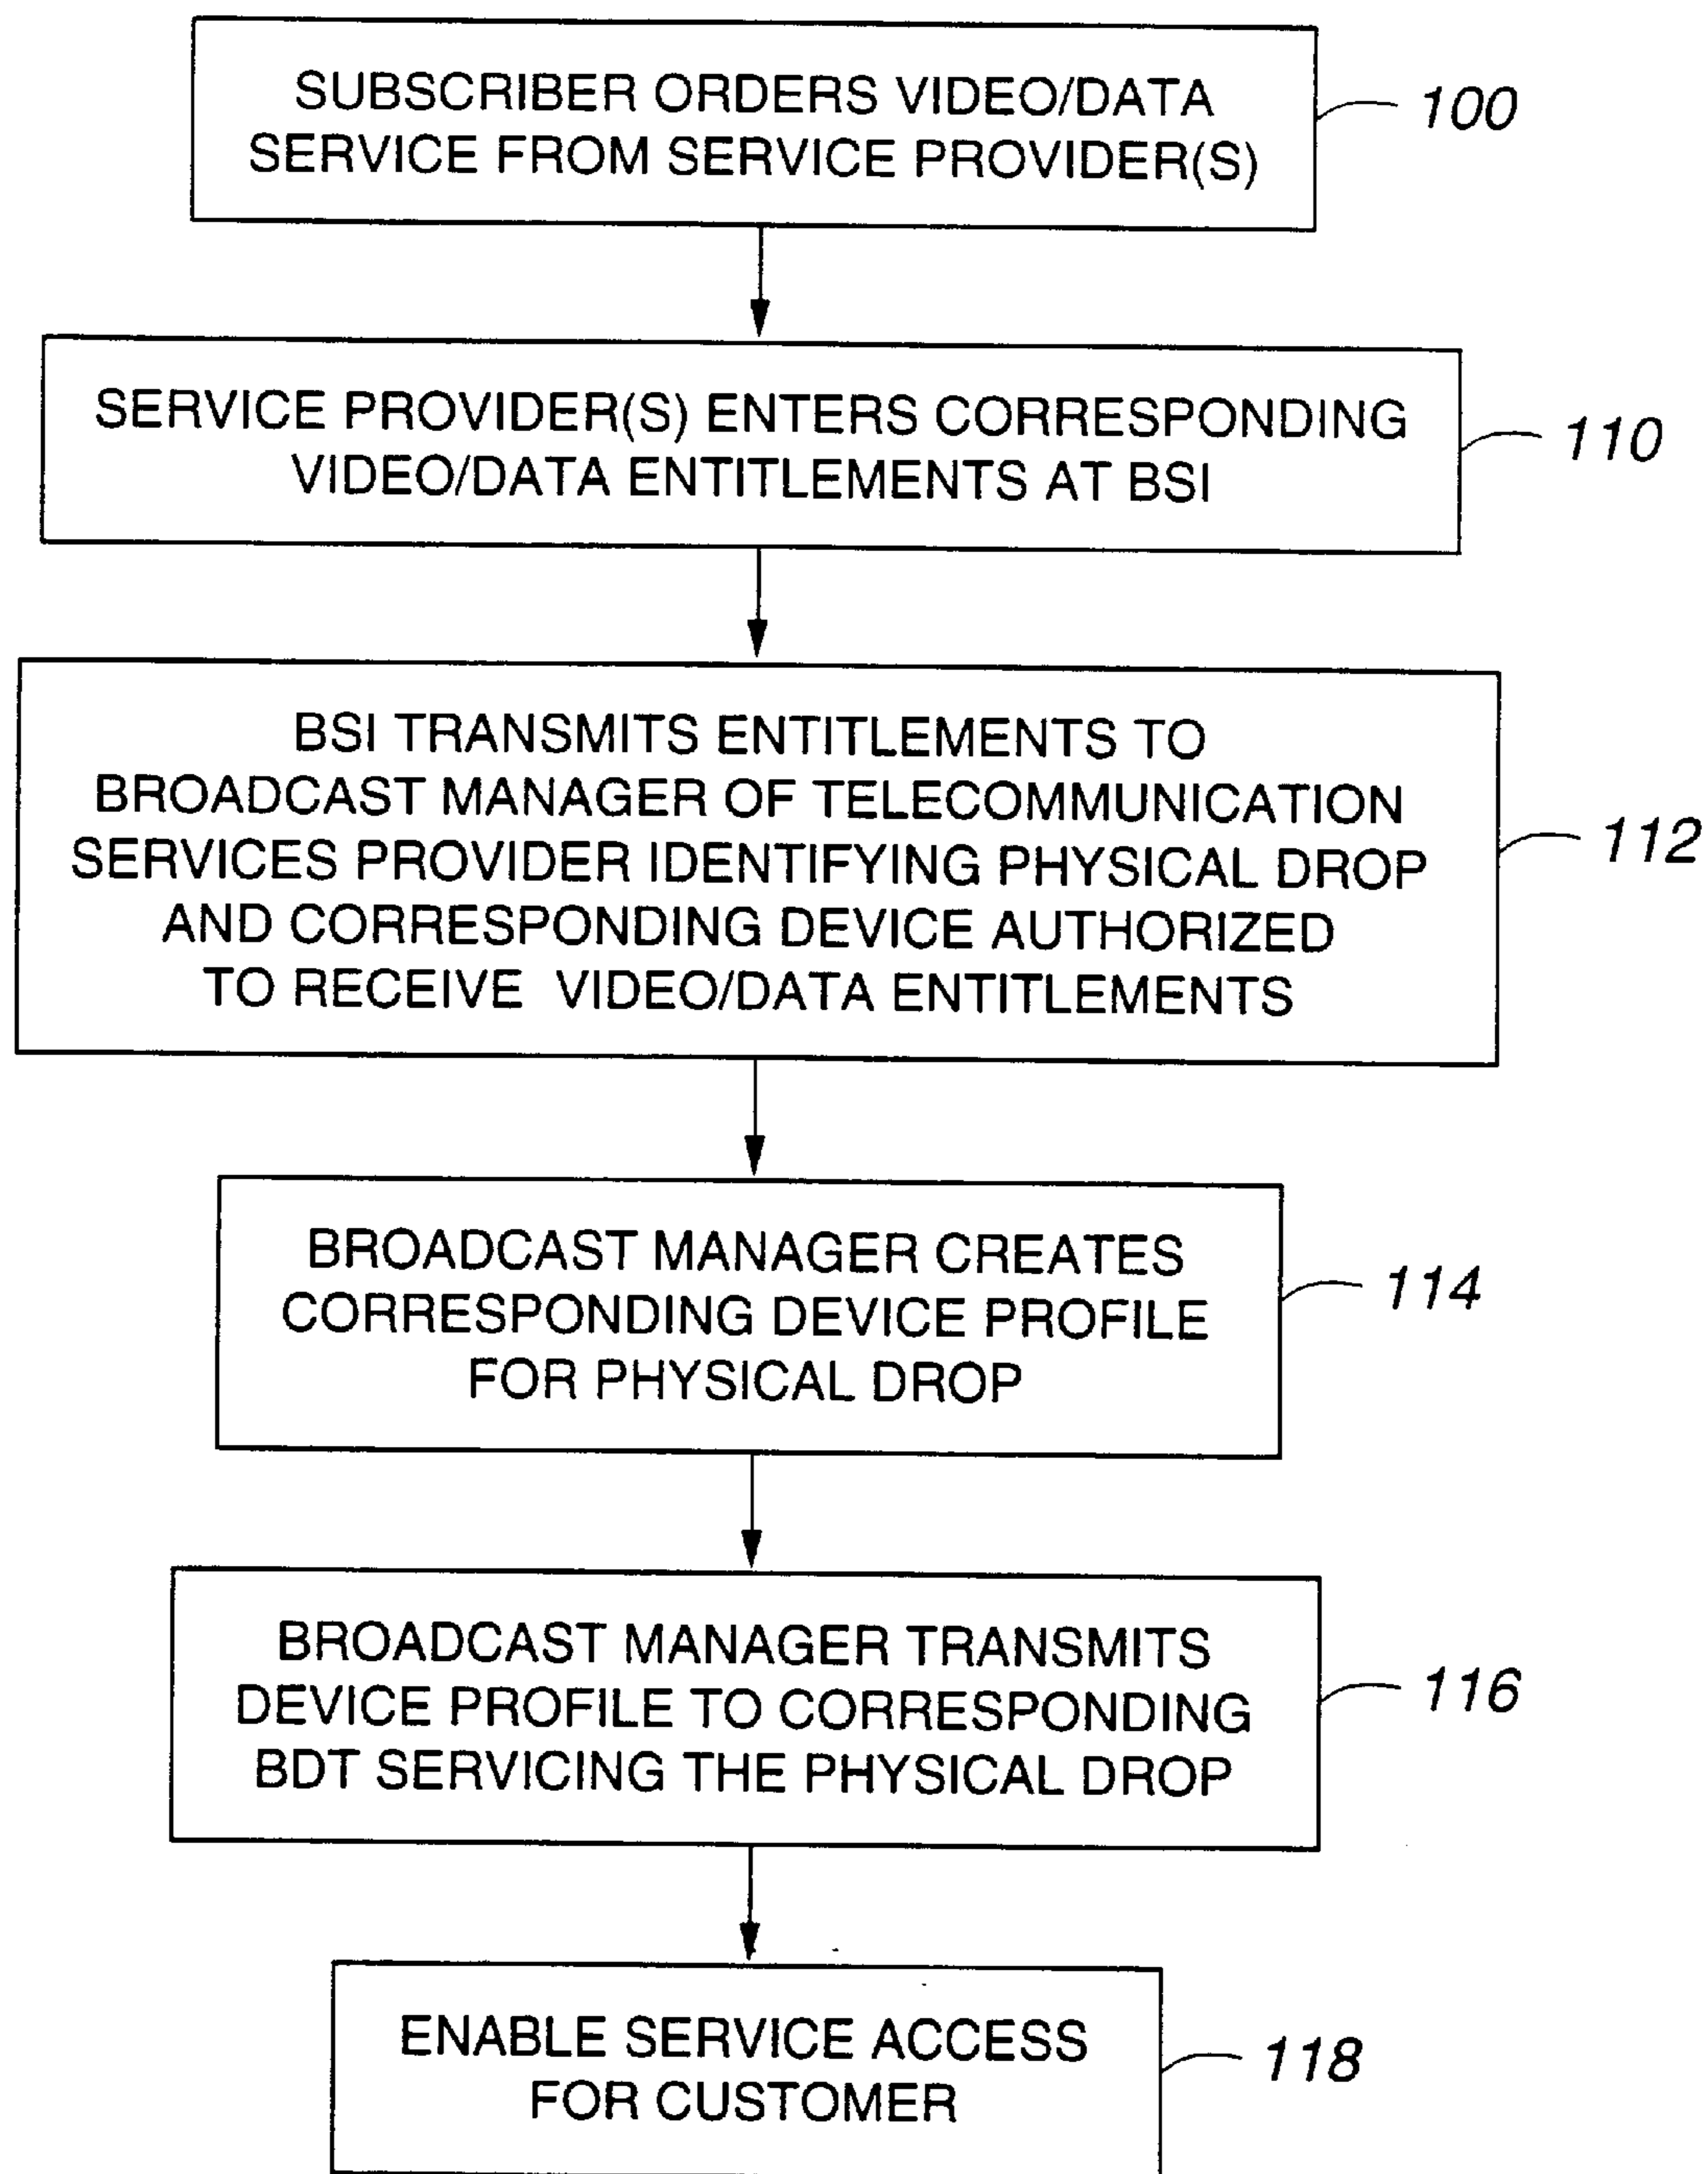 SUBSCRIBER ORDERS VIDEO/DATA
SERVICE FROM SERVICE PROVIDER(S)
100
SERVICE PROVIDER(S) ENTERS CORRESPONDING
VIDEO/DATA ENTITLEMENTS AT BSI
110
BSI TRANSMITS ENTITLEMENTS TO
BROADCAST MANAGER OF TELECOMMUNICATION
SERVICES PROVIDER IDENTIFYING PHYSICAL DROP
AND CORRESPONDING DEVICE AUTHORIZED
TO RECEIVE VIDEO/DATA ENTITLEMENTS
112
BROADCAST MANAGER CREATES
CORRESPONDING DEVICE PROFILE
FOR PHYSICAL DROP
114
BROADCAST MANAGER TRANSMITS
DEVICE PROFILE TO CORRESPONDING
BDT SERVICING THE PHYSICAL DROP
116
ENABLE SERVICE ACCESS
FOR CUSTOMER
118